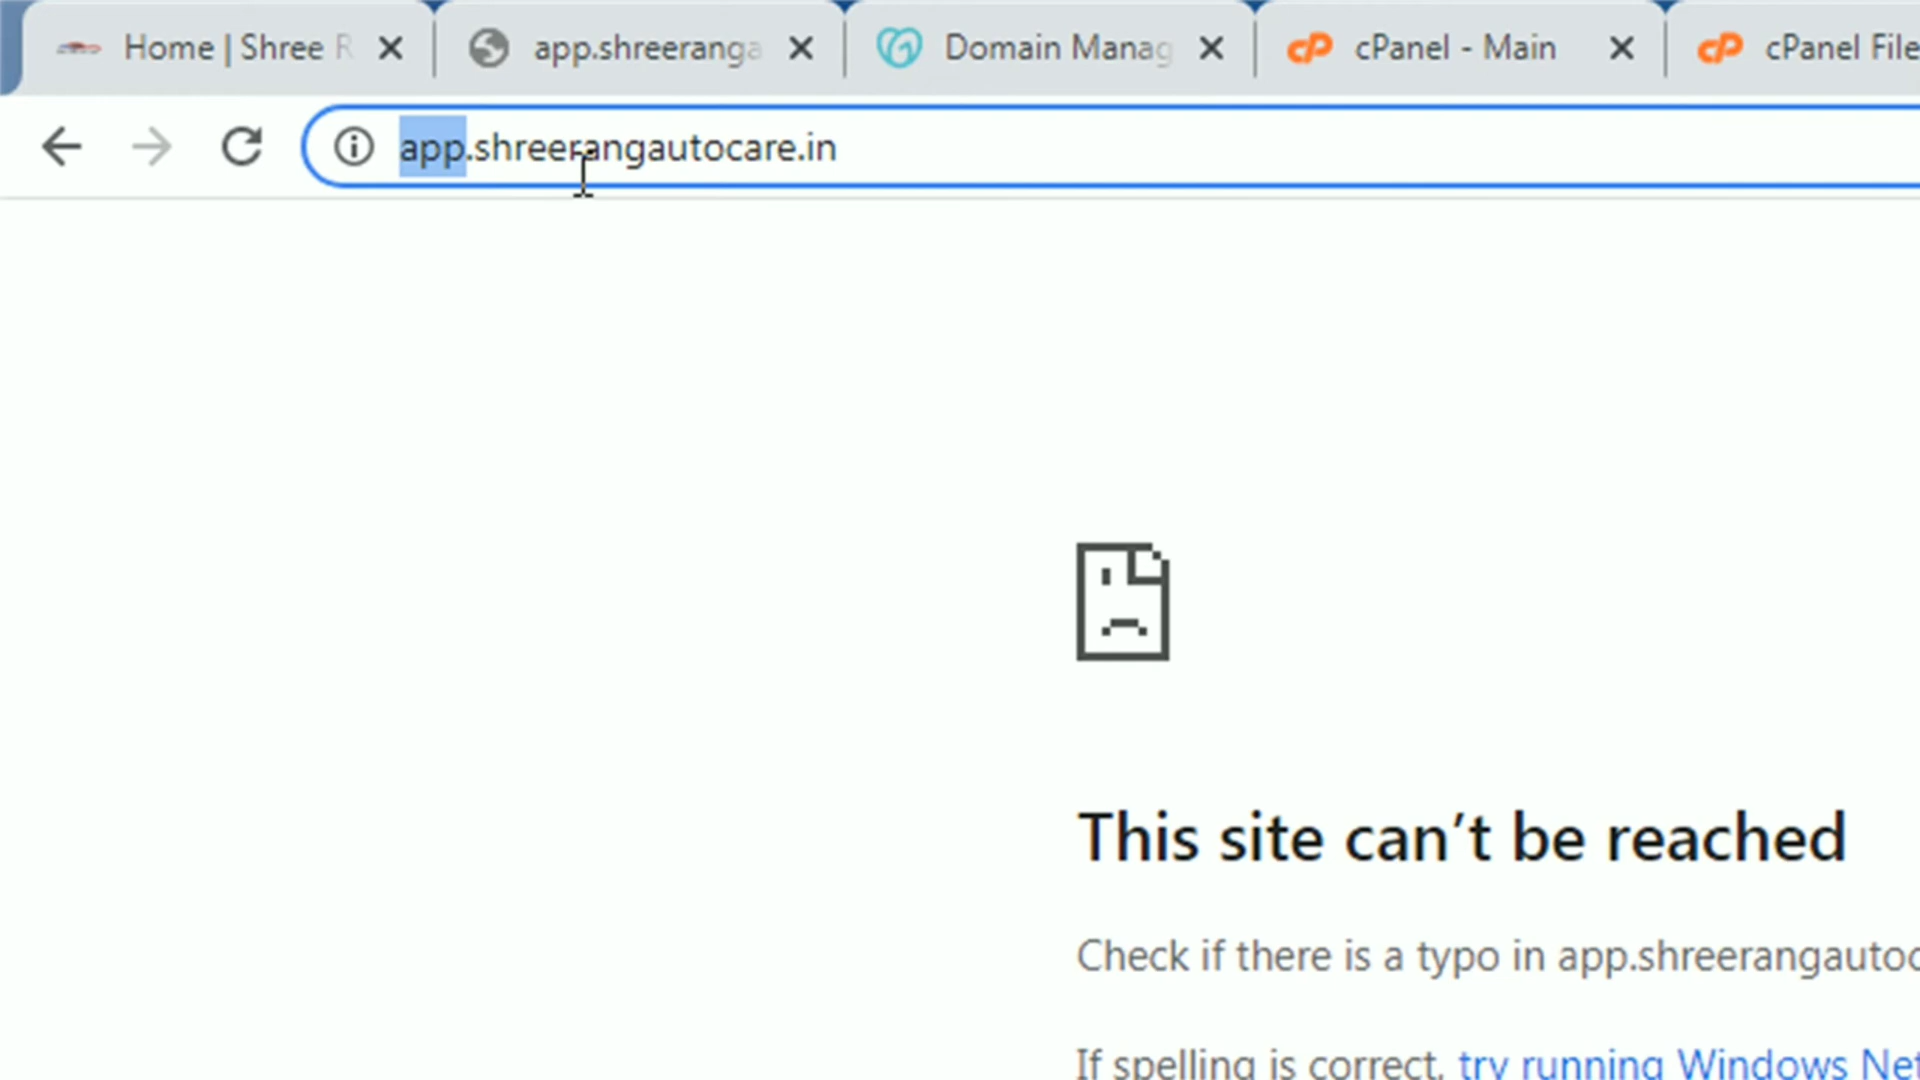 Home | Shree R
app.shreeranga
Domain Manag
cPanel - Main
cPanel File
app.shreerangautocare.in
This site can't be reached
Check if there is a typo in app.shreerangautoc
If spelling is correct, try running Windows Net